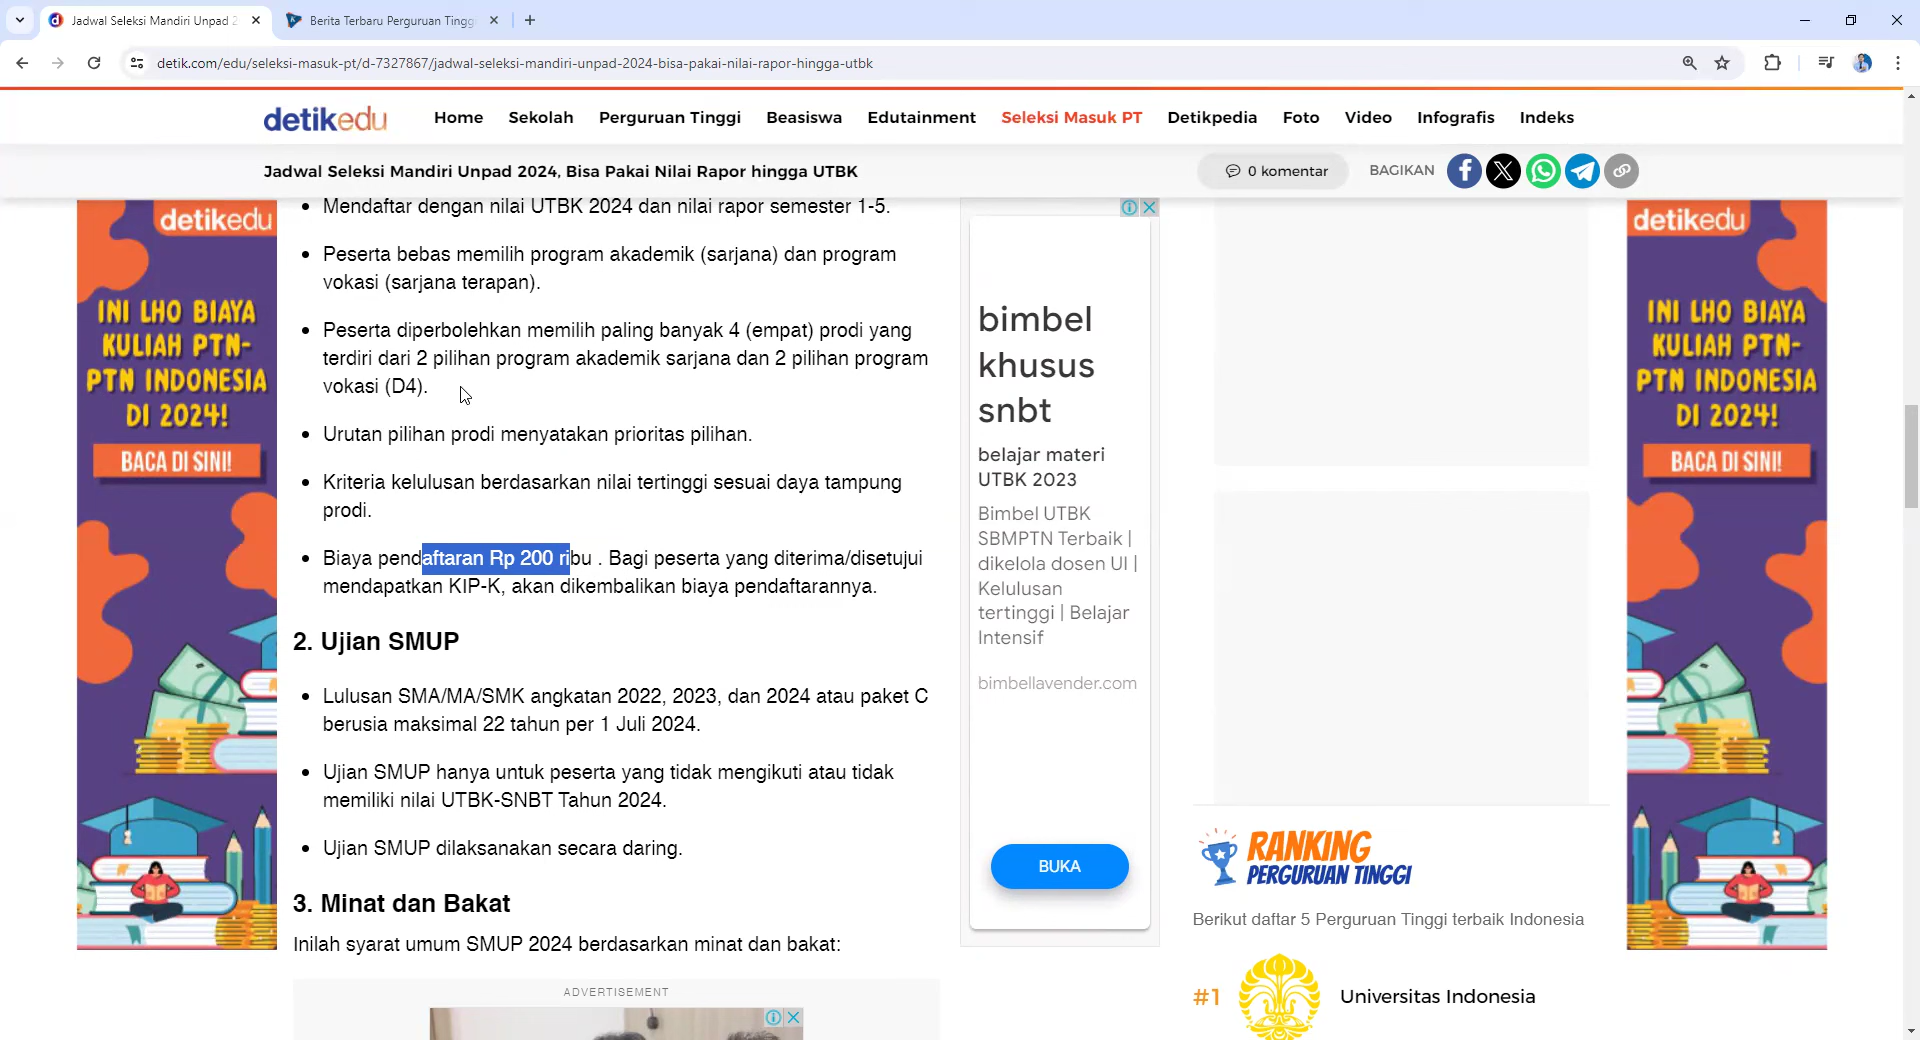 Jadwal Seleksi Mandiri Unpad 2
Berita Terbaru Perguruan Tingg
detik.com/edu/seleksi-masuk-pt/d-7327867/jadwal-seleksi-mandiri-unpad-2024-bisa-pakai-nilai-rapor-hingga-utbk
detikedu Home Sekolah Perguruan Tinggi Beasiswa Edutainment Seleksi Masuk PT Detikpedia Foto Video Infografis Indeks
Jadwal Seleksi Mandiri Unpad 2024, Bisa Pakai Nilai Rapor hingga UTBK
0 komentar BAGIKAN
detikedu
INI LHO BIAYA
KULIAH PTN-
PTN INDONESIA
DI 2024!
BACA DI SINI!
Mendaftar dengan nilai UTBK 2024 dan nilai rapor semester 1-5.
Peserta bebas memilih program akademik (sarjana) dan program
vokasi (sarjana terapan).
Peserta diperbolehkan memilih paling banyak 4 (empat) prodi yang
terdiri dari 2 pilihan program akademik sarjana dan 2 pilihan program
vokasi (D4).
Urutan pilihan prodi menyatakan prioritas pilihan.
Kriteria kelulusan berdasarkan nilai tertinggi sesuai daya tampung
prodi.
Biaya pendaftaran Rp 200 ribu . Bagi peserta yang diterima/disetujui
mendapatkan KIP-K, akan dikembalikan biaya pendaftarannya.
2. Ujian SMUP
Lulusan SMA/MA/SMK angkatan 2022, 2023, dan 2024 atau paket C
berusia maksimal 22 tahun per 1 Juli 2024.
Ujian SMUP hanya untuk peserta yang tidak mengikuti atau tidak
memiliki nilai UTBK-SNBT Tahun 2024.
Ujian SMUP dilaksanakan secara daring.
3. Minat dan Bakat
Inilah syarat umum SMUP 2024 berdasarkan minat dan bakat:
ADVERTISEMENT
bimbel
khusus
snbt
belajar materi
UTBK 2023
Bimbel UTBK
SBMPTN Terbaik |
dikelola dosen UI |
Kelulusan
tertinggi | Belajar
Intensif
bimbellavender.com
BUKA
RANKING
PERGURUAN TINGGI
Berikut daftar 5 Perguruan Tinggi terbaik Indonesia
#1 Universitas Indonesia
detikedu
INI LHO BIAYA
KULIAH PTN-
PTN INDONESIA
DI 2024!
BACA DI SINI!